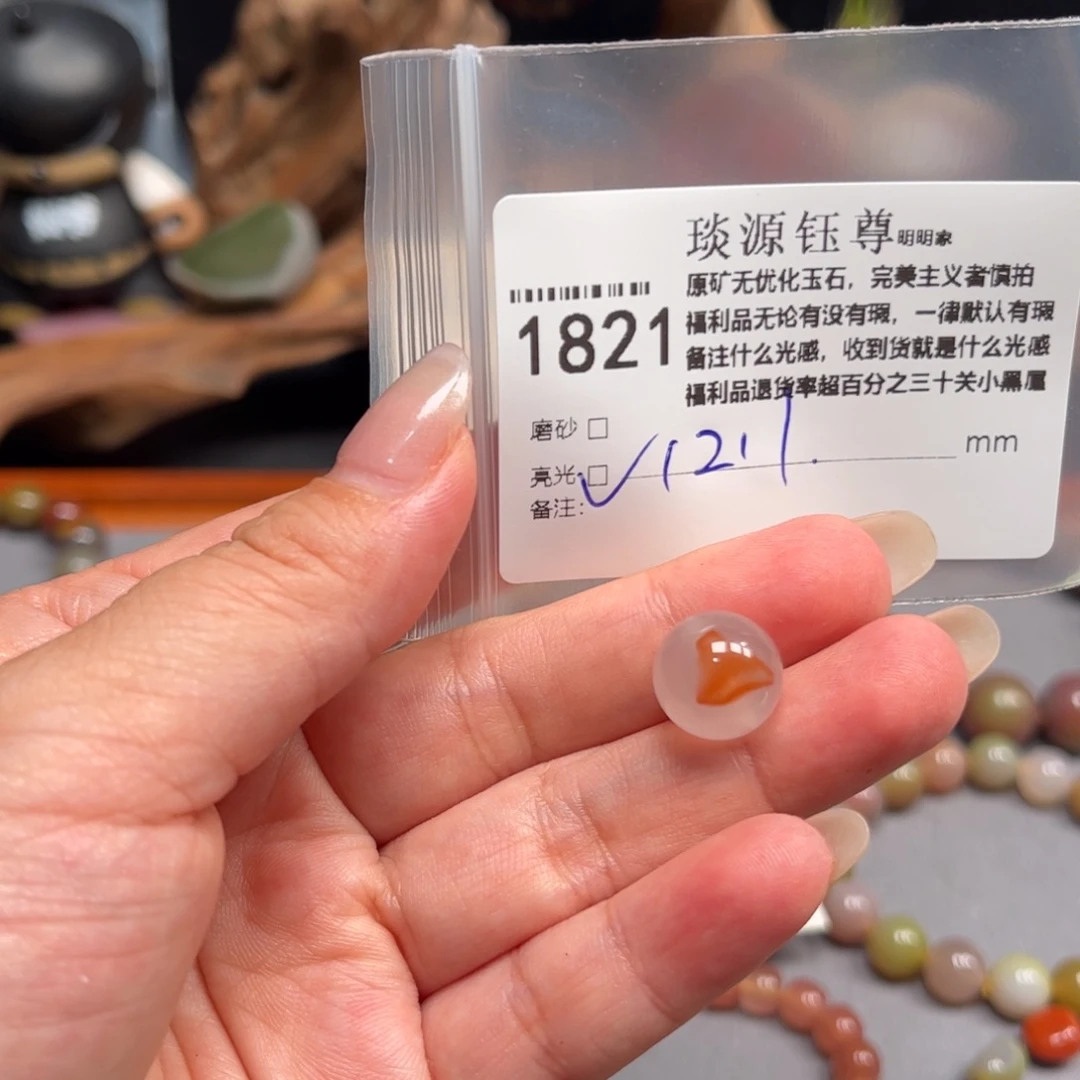 琰源钰尊明明家
原矿无优化玉石，完美主义者慎拍
福利品无论有没有瑕，一律默认有瑕
备注什么光感，收到货就是什么光感
福利品退货率超百分之三十关小黑屋
1821
磨砂 □
亮光 □ ✓ 12.1 mm
备注：